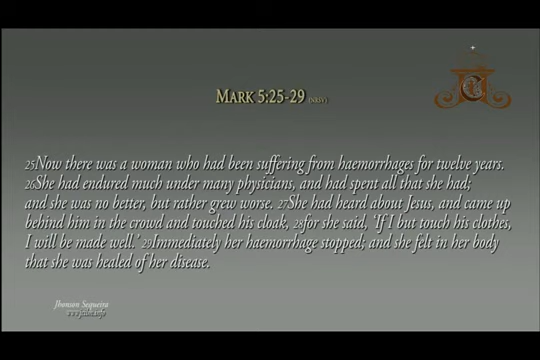 MARK 5:25-29 (NRSV)
25Now there was a woman who had been suffering from haemorrhages for twelve years.
26She had endured much under many physicians, and had spent all that she had;
and she was no better, but rather grew worse. 27She had heard about Jesus, and came up
behind him in the crowd and touched his cloak, 28for she said, ‘If I but touch his clothes,
I will be made well.’ 29Immediately her haemorrhage stopped; and she felt in her body
that she was healed of her disease.
Jhonson Sequeira